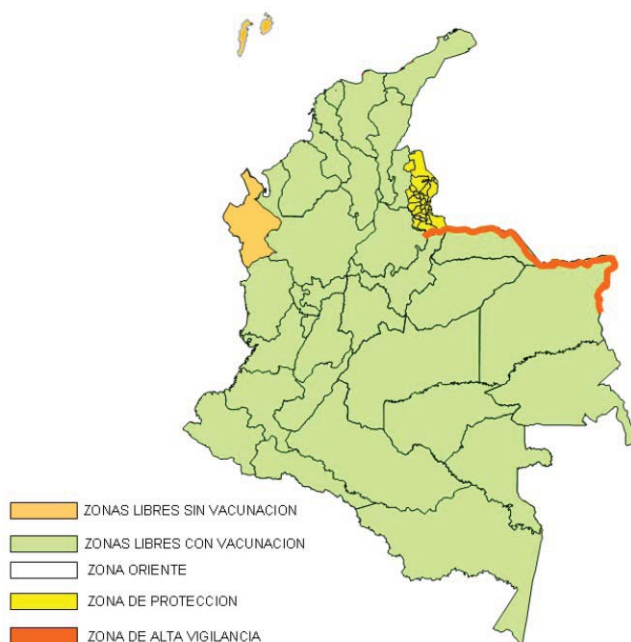 ZONAS LIBRES SIN VACUNACION
ZONAS LIBRES CON VACUNACION
ZONA ORIENTE
ZONA DE PROTECCION
ZONA DE ALTA VIGILANCIA